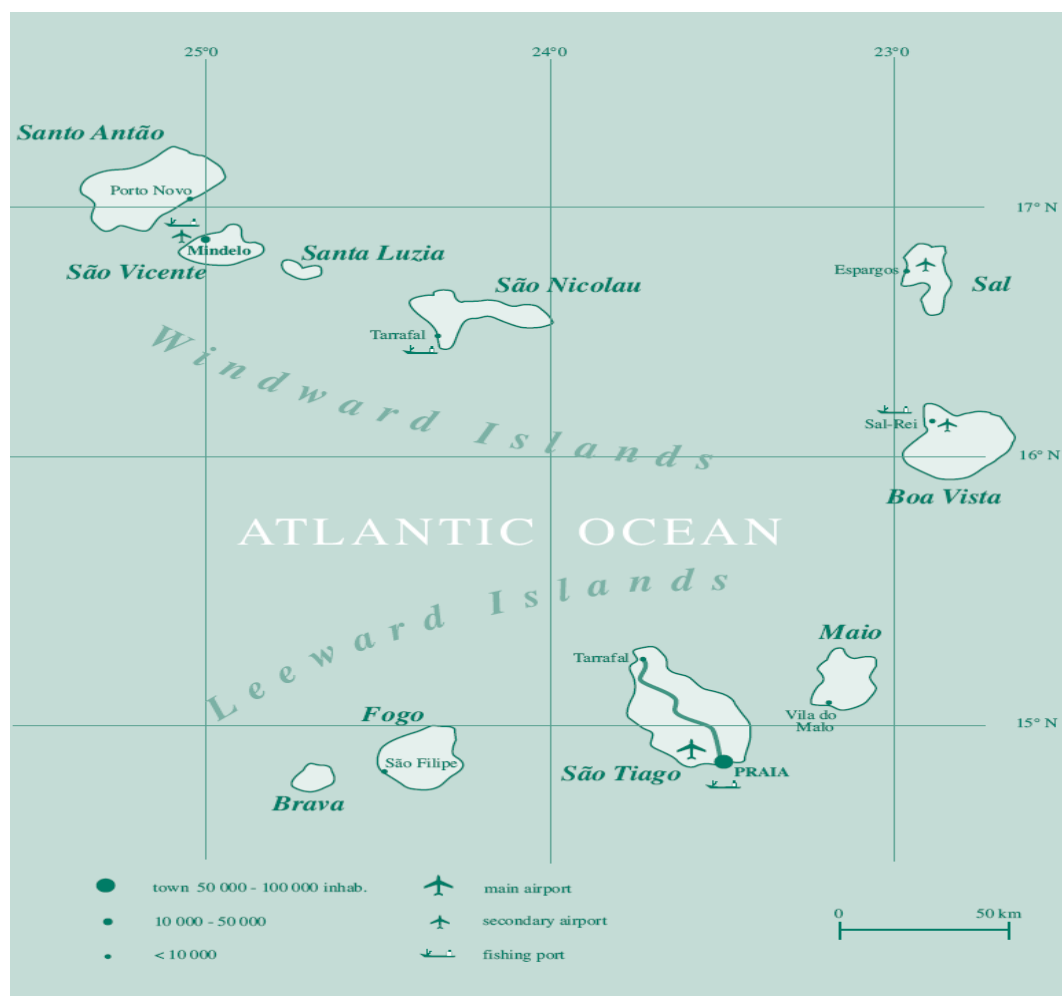 25°0
24°0
23°0
Santo Antão
Porto Novo
17° N
Mindelo
São Vicente
Santa Luzia
São Nicolau
Espargos
Sal
Tarrafal
Windward Islands
Sal-Rei
16° N
Boa Vista
ATLANTIC OCEAN
Leeward Islands
Maio
Tarrafal
Vila do
Maio
Fogo
15° N
São Filipe
São Tiago
PRAIA
Brava
town 50 000 - 100 000 inhab.
main airport
10 000 - 50 000
secondary airport
< 10 000
fishing port
0
50 km